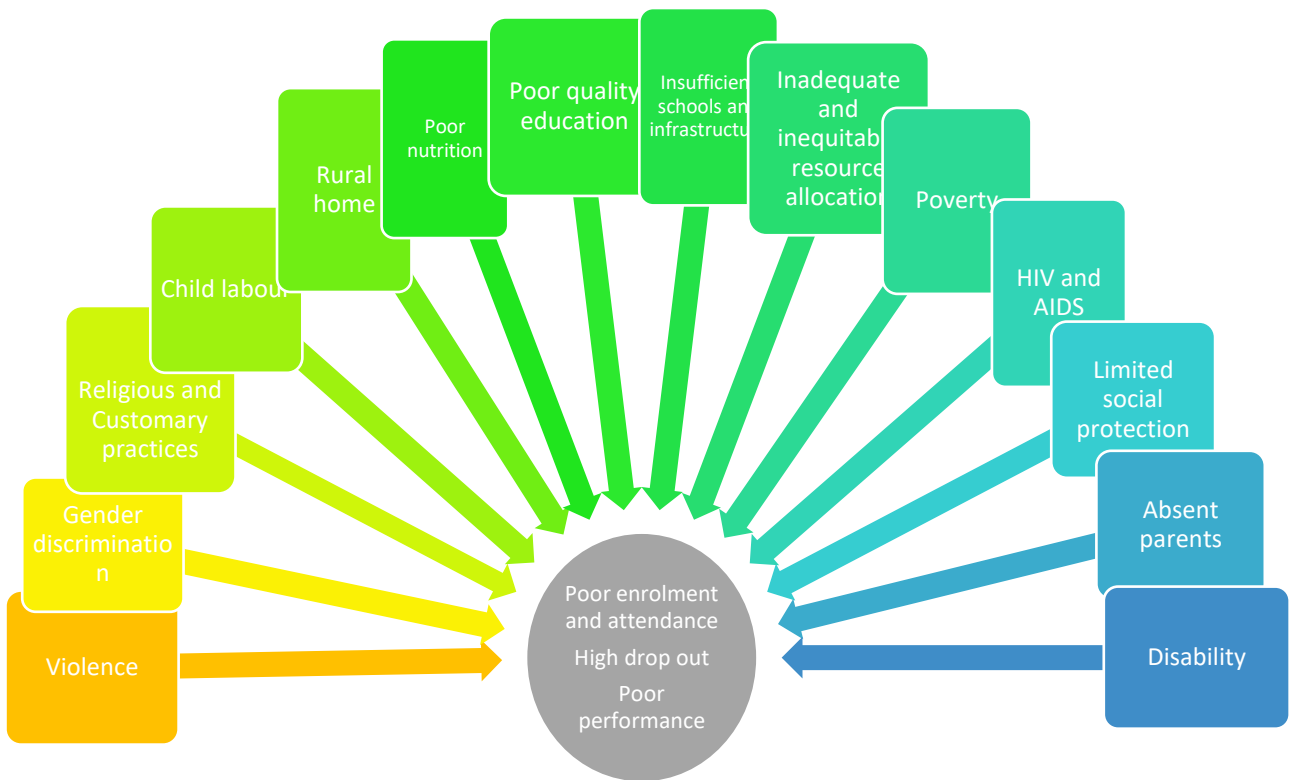 Violence
Gender
discriminatio
n
Religious and
Customary
practices
Child labour
Rural
home
Poor
nutrition
Poor quality
education
Insufficien
schools an
infrastructu
Inadequate
and
inequitab
resource
allocation
Poverty
HIV and
AIDS
Limited
social
protection
Absent
parents
Disability
Poor enrolment
and attendance
High drop out
Poor
performance